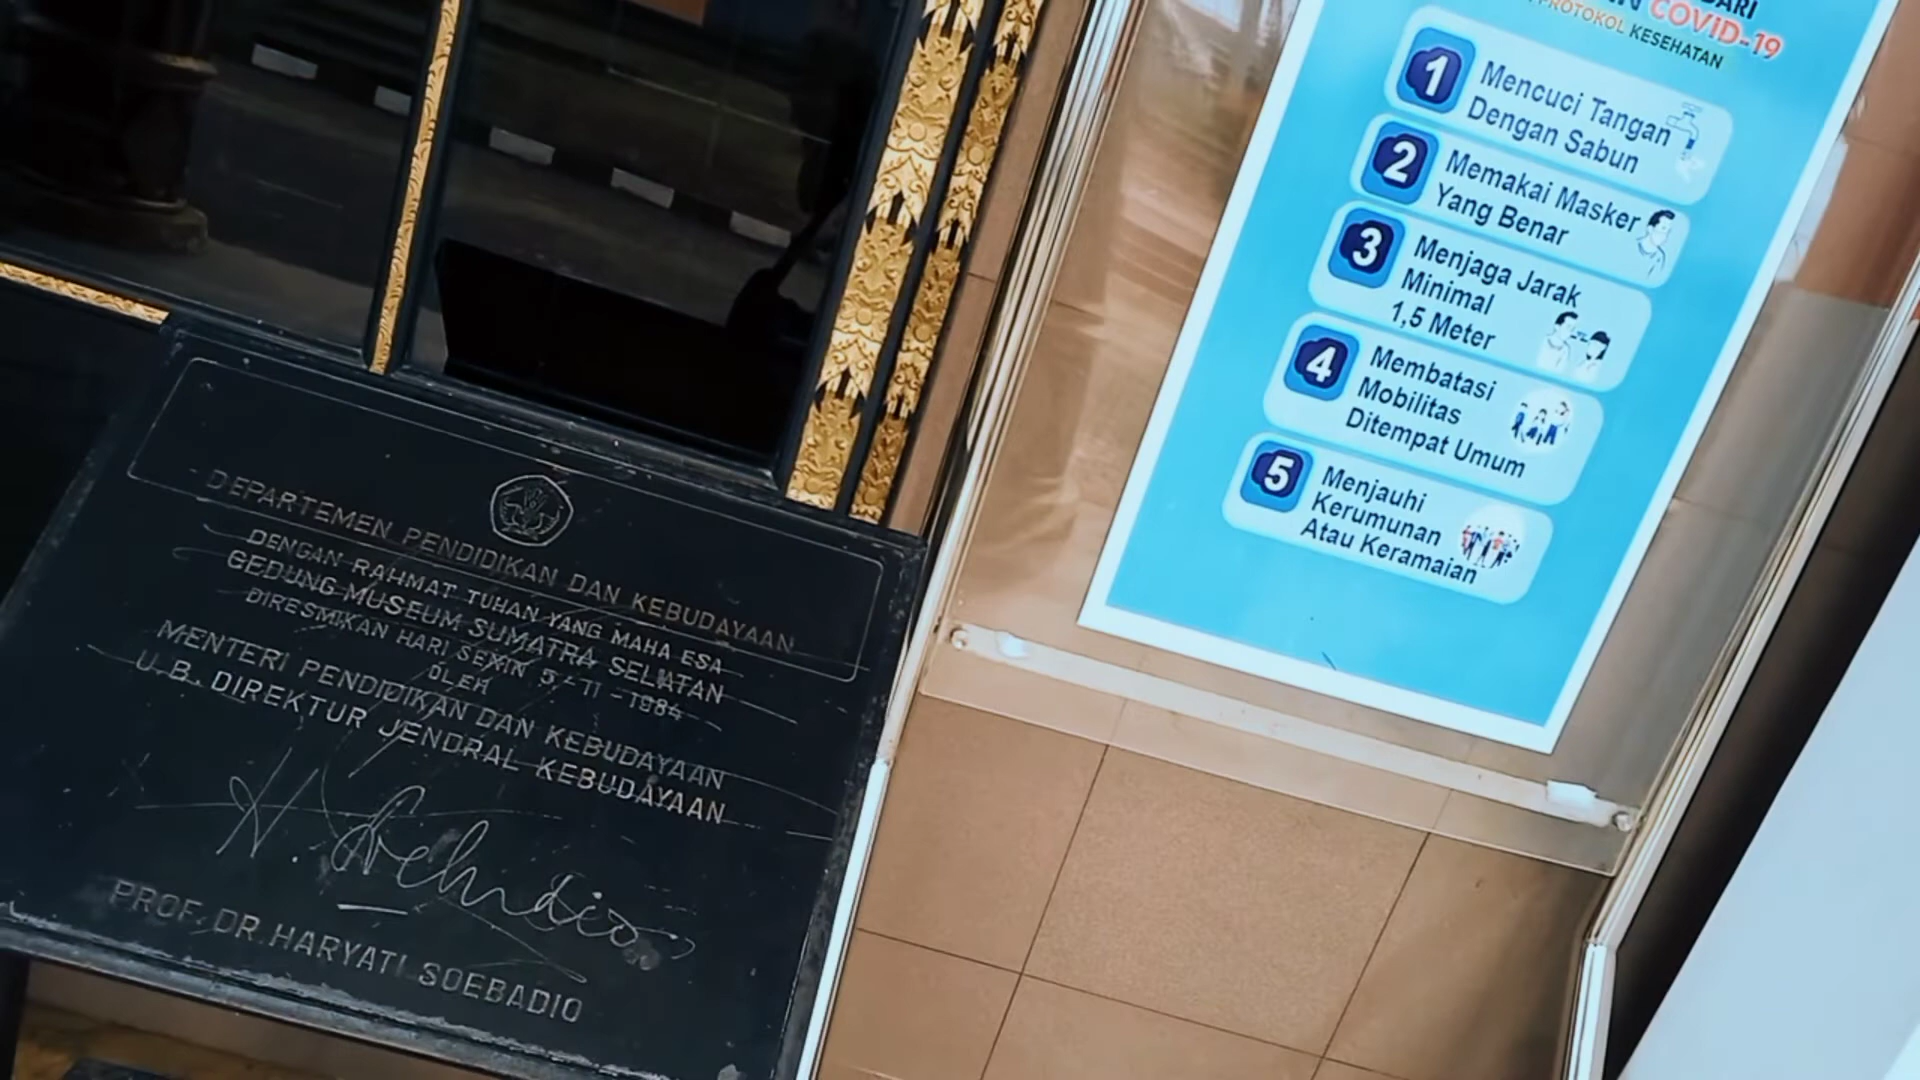 DEPARTEMEN PENDIDIKAN DAN KEBUDAYAAN
DENGAN RAHMAT TUHAN YANG MAHA ESA
GEDUNG MUSEUM SUMATRA SELATAN
DIRESMIKAN HARI SENIN 5-11-1984
OLEH
MENTERI PENDIDIKAN DAN KEBUDAYAAN
U.B. DIREKTUR JENDRAL KEBUDAYAAN
PROF. DR. HARYATI SOEBADIO
COVID-19
PROTOKOL KESEHATAN
1 Mencuci Tangan
Dengan Sabun
2 Memakai Masker
Yang Benar
3 Menjaga Jarak
Minimal
1,5 Meter
4 Membatasi
Mobilitas
Ditempat Umum
5 Menjauhi
Kerumunan
Atau Keramaian